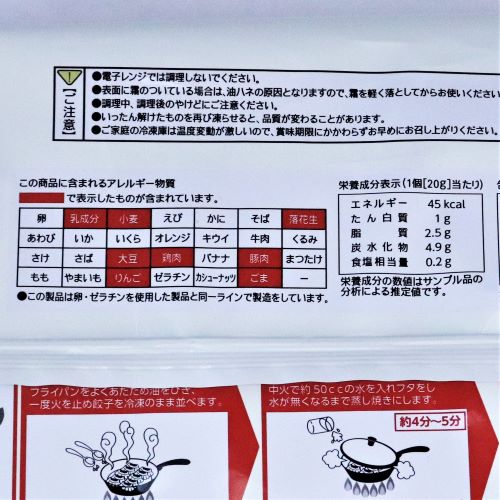 !
【ご注意】
●電子レンジでは調理しないでください。
●表面に霜のついている場合は、油ハネの原因となりますので、霜を軽く落としてからお使いください
●調理中、調理後のやけどにご注意ください。
●いったん解けたものを再び凍らせると、品質が変わることがあります。
●ご家庭の冷凍庫は温度変動が激しいので、賞味期限にかかわらずお早めにお召し上がりください。
この商品に含まれるアレルギー物質
で表示したものが含まれています。
卵 乳成分 小麦 えび かに そば 落花生
あわび いか いくら オレンジ キウイ 牛肉 くるみ
さけ さば 大豆 鶏肉 バナナ 豚肉 まつたけ
もも やまいも りんご ゼラチン カシューナッツ ごま ー
●この製品は卵・ゼラチンを使用した製品と同一ラインで製造をしています。
栄養成分表示(1個[20g]当たり)
エネルギー 45kcal
たん白質 1g
脂質 2.5g
炭水化物 4.9g
食塩相当量 0.2g
栄養成分の数値はサンプル品の
分析による推定値です。
フライパンをよくあたため油をひき、
一度火を止め餃子を冷凍のまま並べます。
中火で約50ccの水を入れフタをし
水が無くなるまで蒸し焼きにします。
約4分〜5分